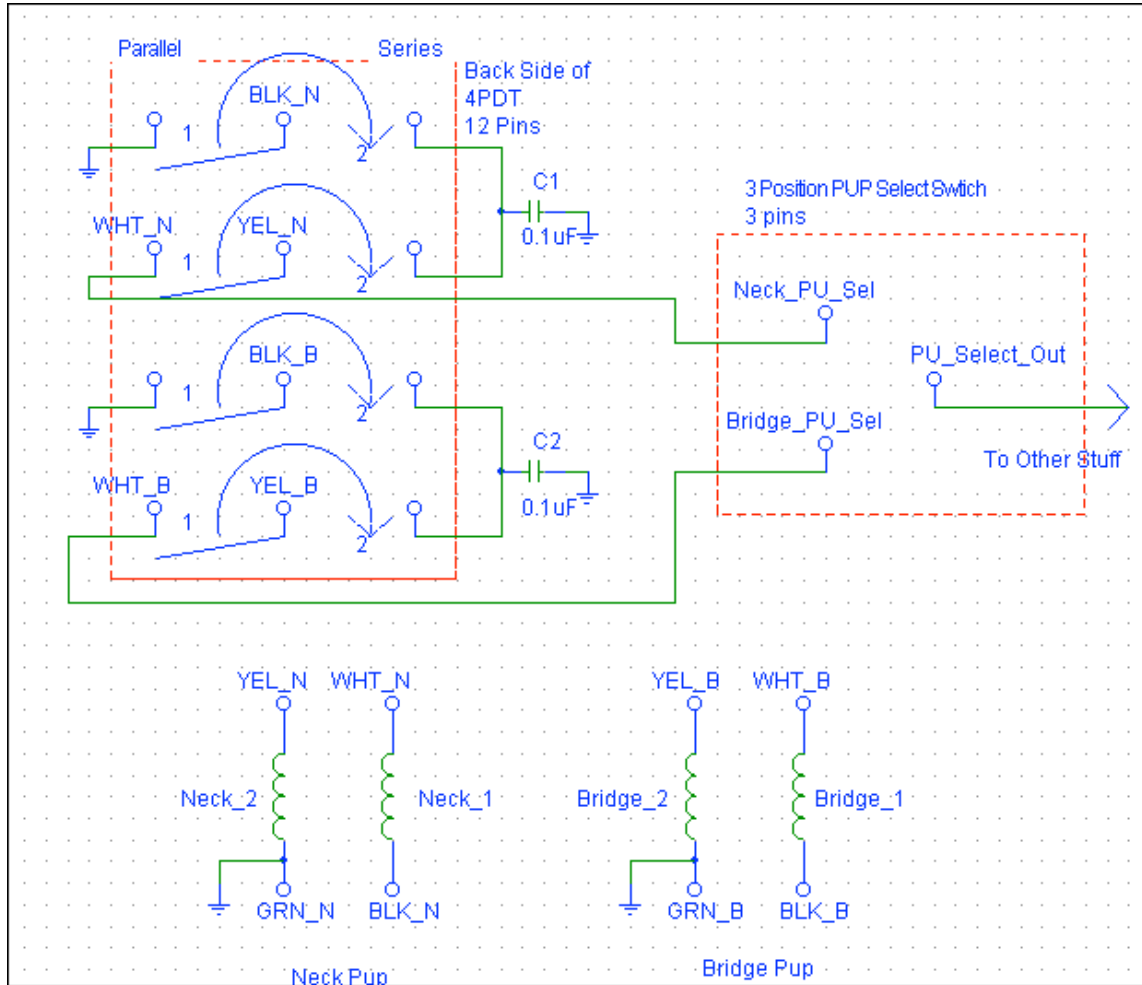 Parallel
Series
Back Side of
4PDT
12 Pins
BLK_N
1
2
C1
0.1uF
WHT_N
YEL_N
1
2
3 Position PUP Select Swtich
3 pins
Neck_PU_Sel
BLK_B
1
2
PU_Select_Out
Bridge_PU_Sel
C2
0.1uF
To Other Stuff
WHT_B
YEL_B
1
2
YEL_N
WHT_N
YEL_B
WHT_B
Neck_2
Neck_1
Bridge_2
Bridge_1
GRN_N
BLK_N
GRN_B
BLK_B
Neck Pup
Bridge Pup